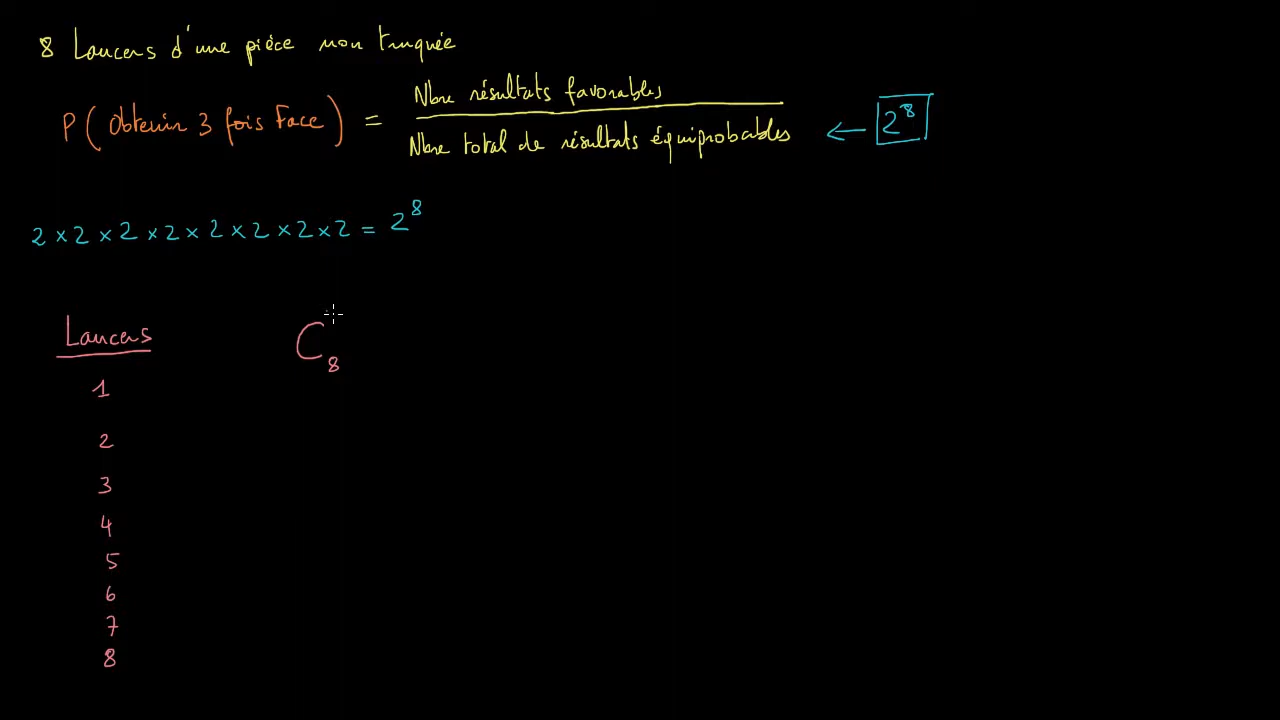 8 Lancers d'une pièce non truquée
P ( Obtenir 3 fois Face ) = Nbre résultats favorables
Nbre total de résultats équiprobables ← 2⁸
2 × 2 × 2 × 2 × 2 × 2 × 2 × 2 = 2⁸
Lancers
C₈
1
2
3
4
5
6
7
8